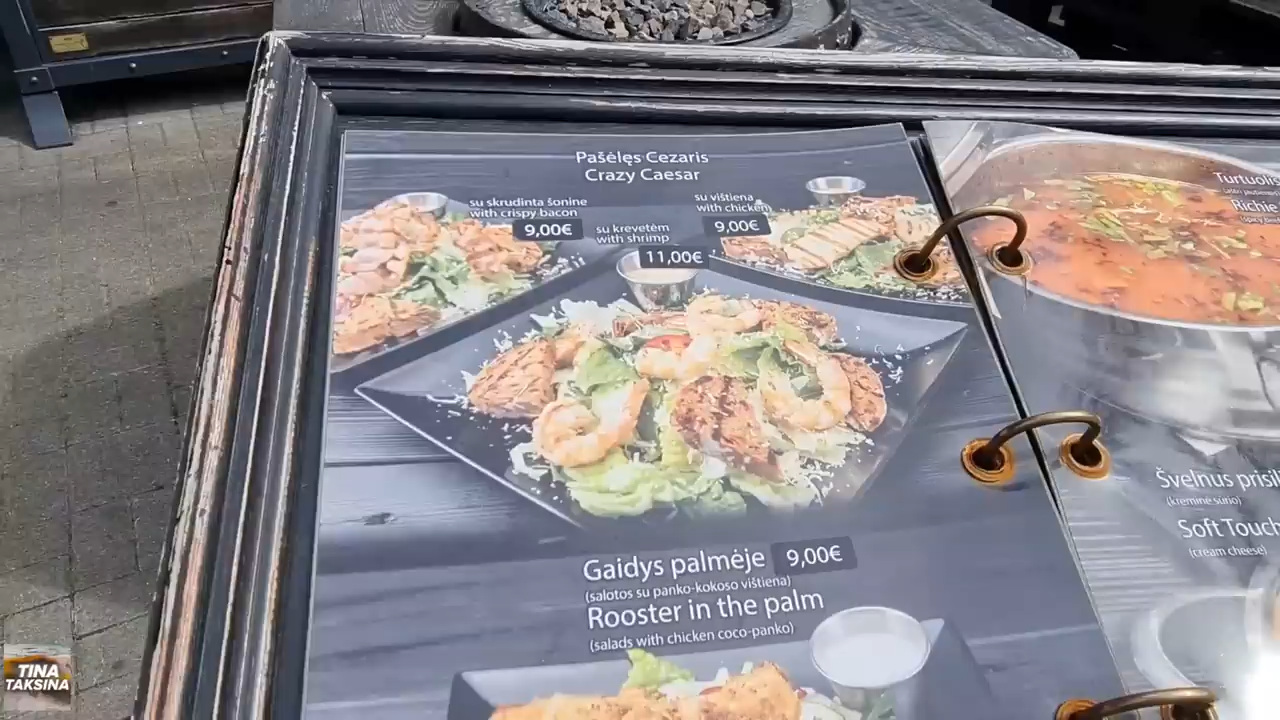 Pašėlęs Cezaris
Crazy Caesar
su skrudinta šonine
with crispy bacon
9,00€
su krevetėm
with shrimp
11,00€
su vištiena
with chicken
9,00€
Gaidys palmėje 9,00€
(salotos su panko-kokoso vištiena)
Rooster in the palm
(salads with chicken coco-panko)
Richie
Švelnus
(kreminė sūrio)
Soft Touch
(cream cheese)
TINA
TAKSINA